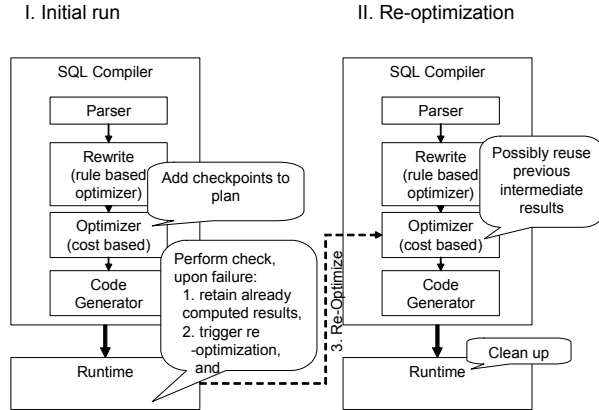 I. Initial run
SQL Compiler
Parser
Rewrite
(rule based
optimizer)
Add checkpoints to
plan
Optimizer
(cost based)
Perform check,
upon failure:
1. retain already
computed results,
2. trigger re
-optimization,
and
Code
Generator
Runtime
3. Re-Optimize
II. Re-optimization
SQL Compiler
Parser
Rewrite
(rule based
optimizer)
Possibly reuse
previous
intermediate
results
Optimizer
(cost based)
Code
Generator
Clean up
Runtime